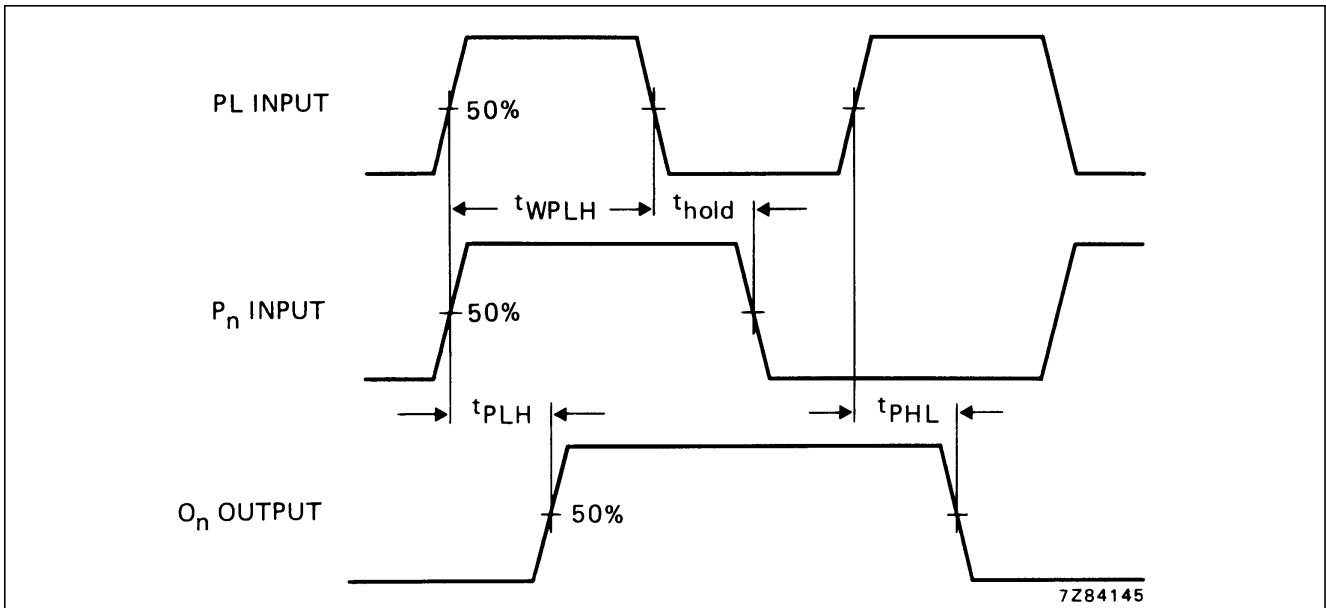 PL INPUT
50%
tWPLH
thold
Pn INPUT
50%
tPLH
tPHL
On OUTPUT
50%
7Z84145